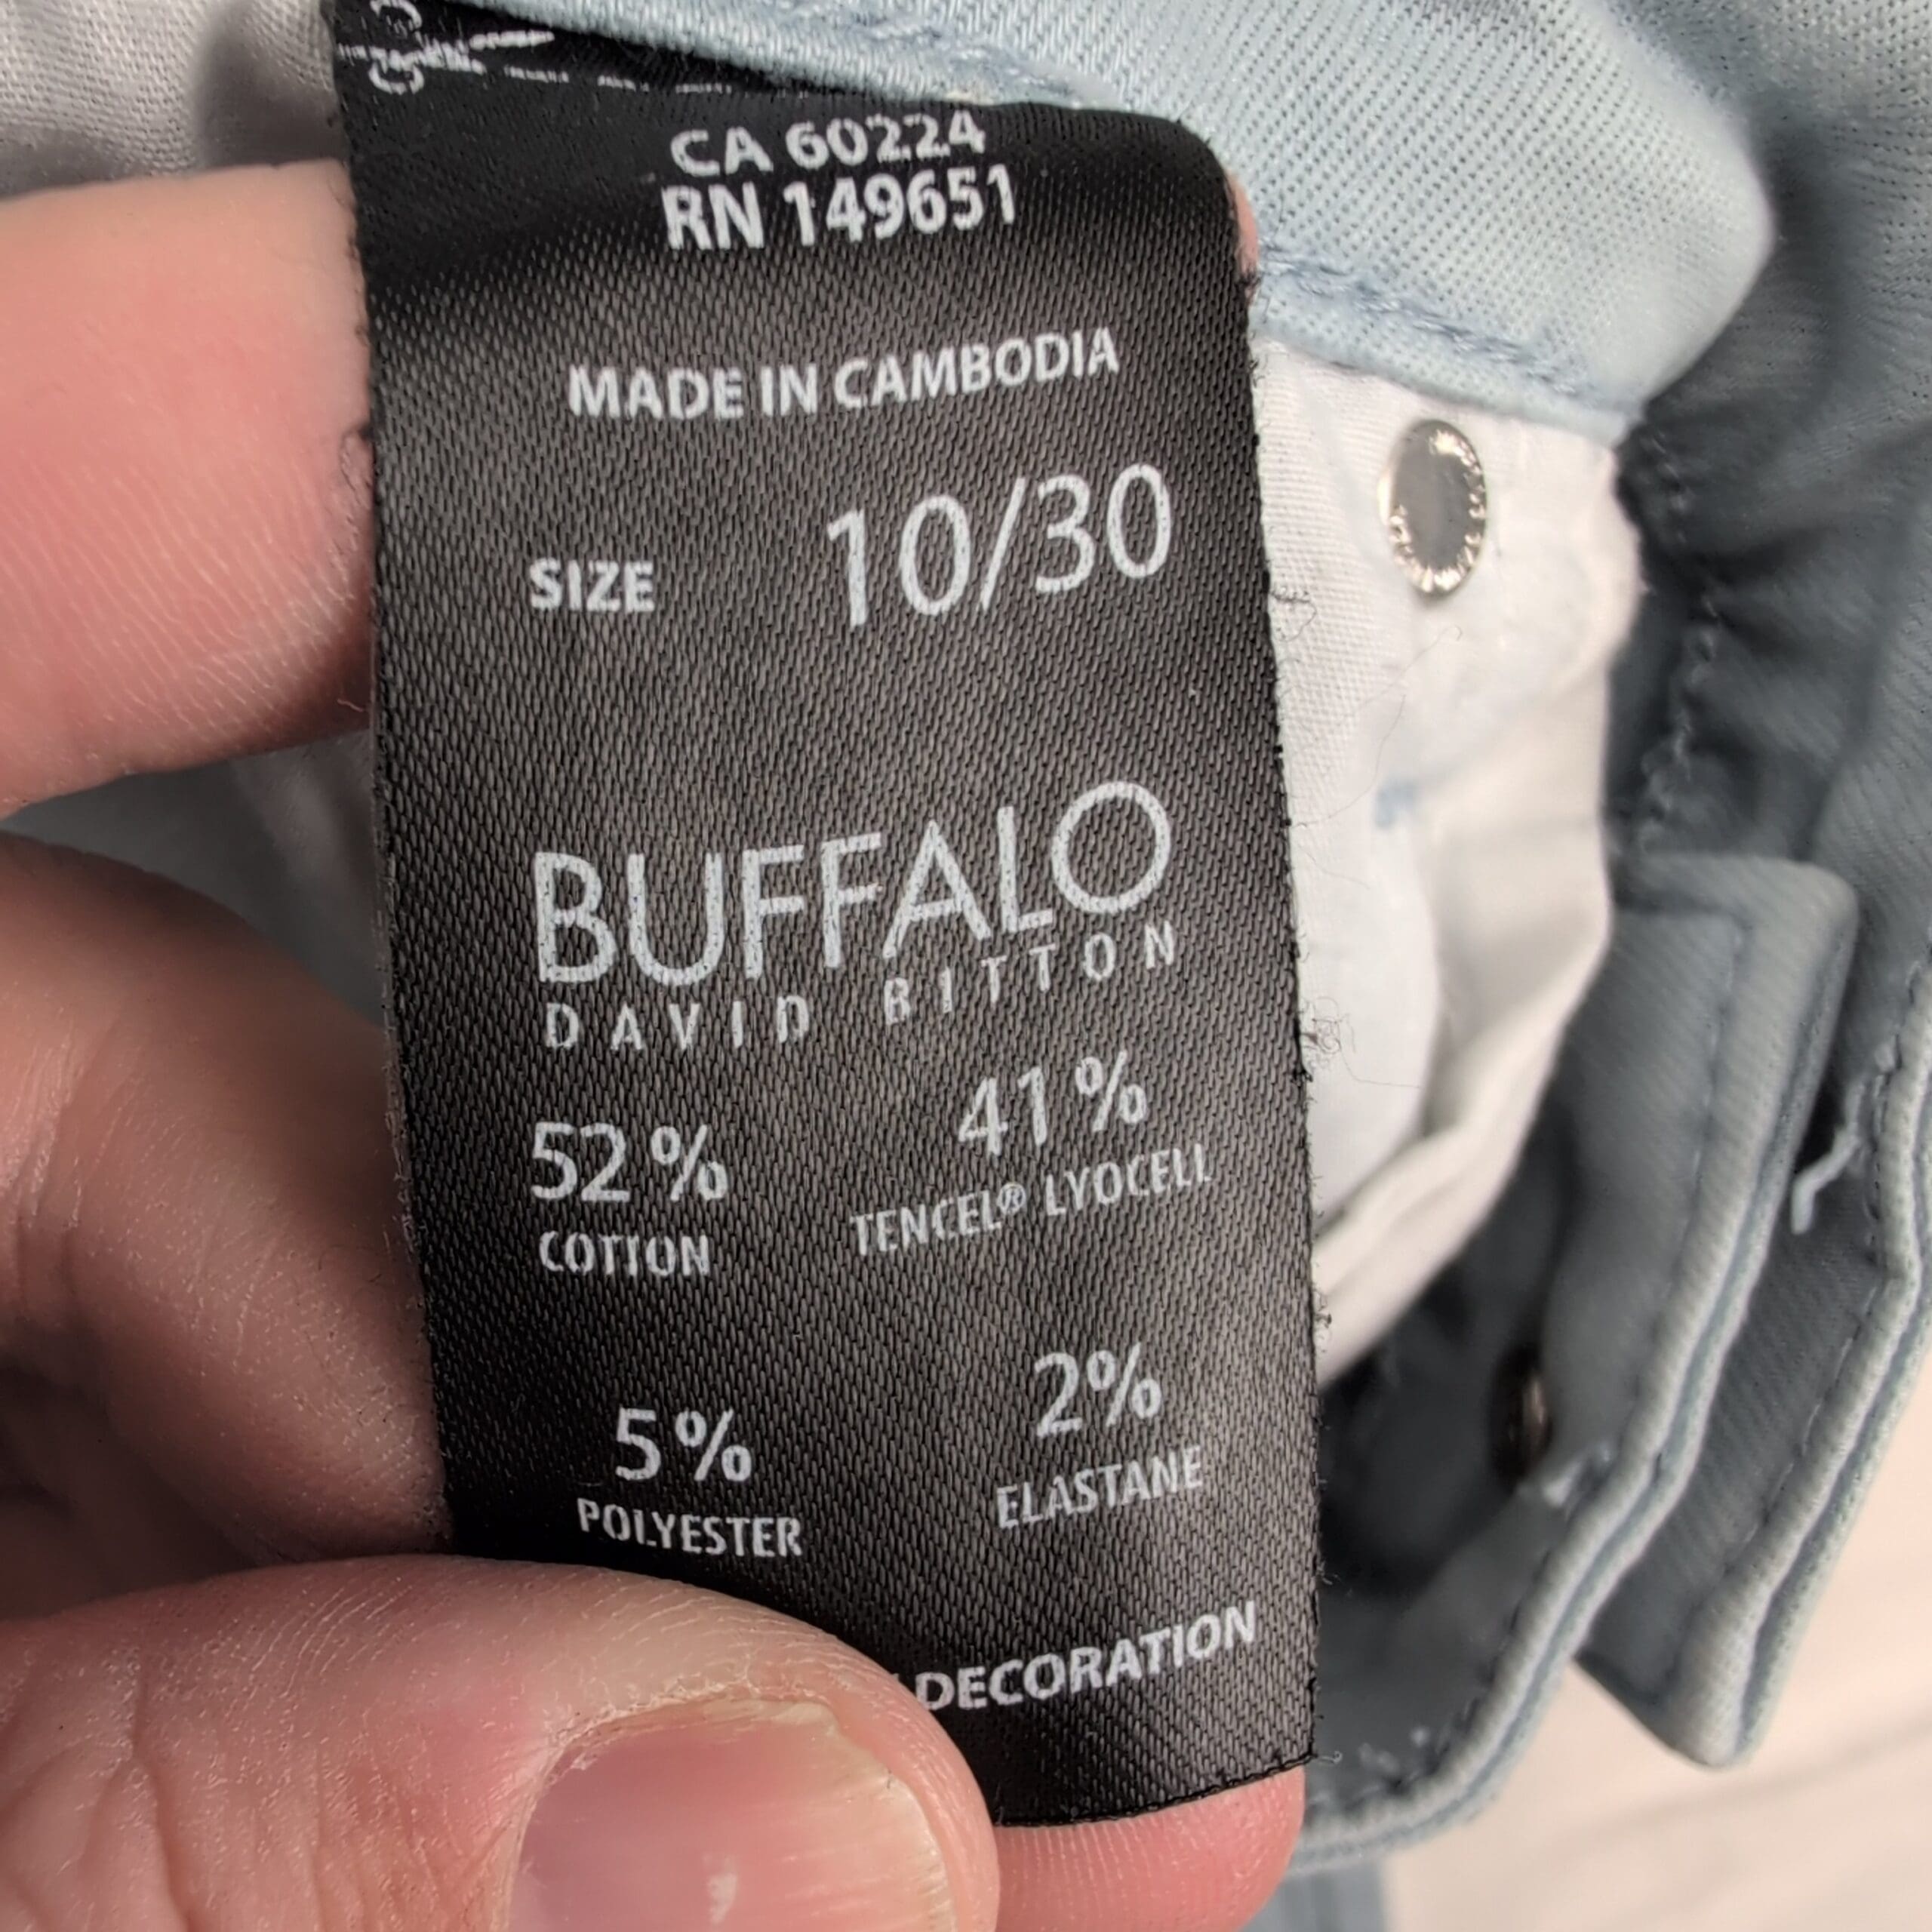 CA 60224
RN 149651
MADE IN CAMBODIA
SIZE 10/30
BUFFALO
DAVID BITTON
52% 41%
COTTON TENCEL® LYOCELL
5% 2%
POLYESTER ELASTANE
DECORATION